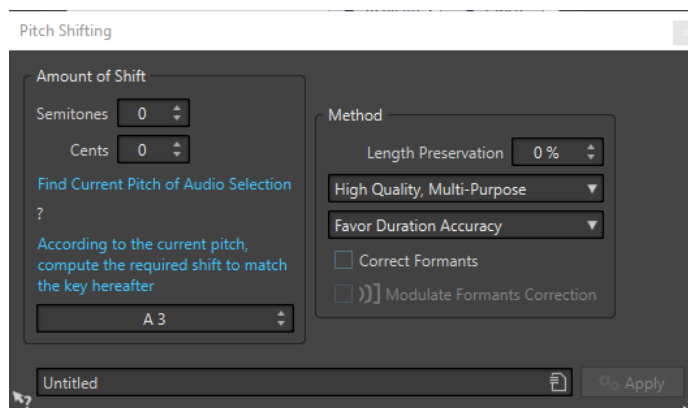 Pitch Shifting
Amount of Shift
Semitones 0
Cents 0
Find Current Pitch of Audio Selection
?
According to the current pitch,
compute the required shift to match
the key hereafter
A 3
Method
Length Preservation 0 %
High Quality, Multi-Purpose
Favor Duration Accuracy
Correct Formants
Modulate Formants Correction
Untitled
Apply